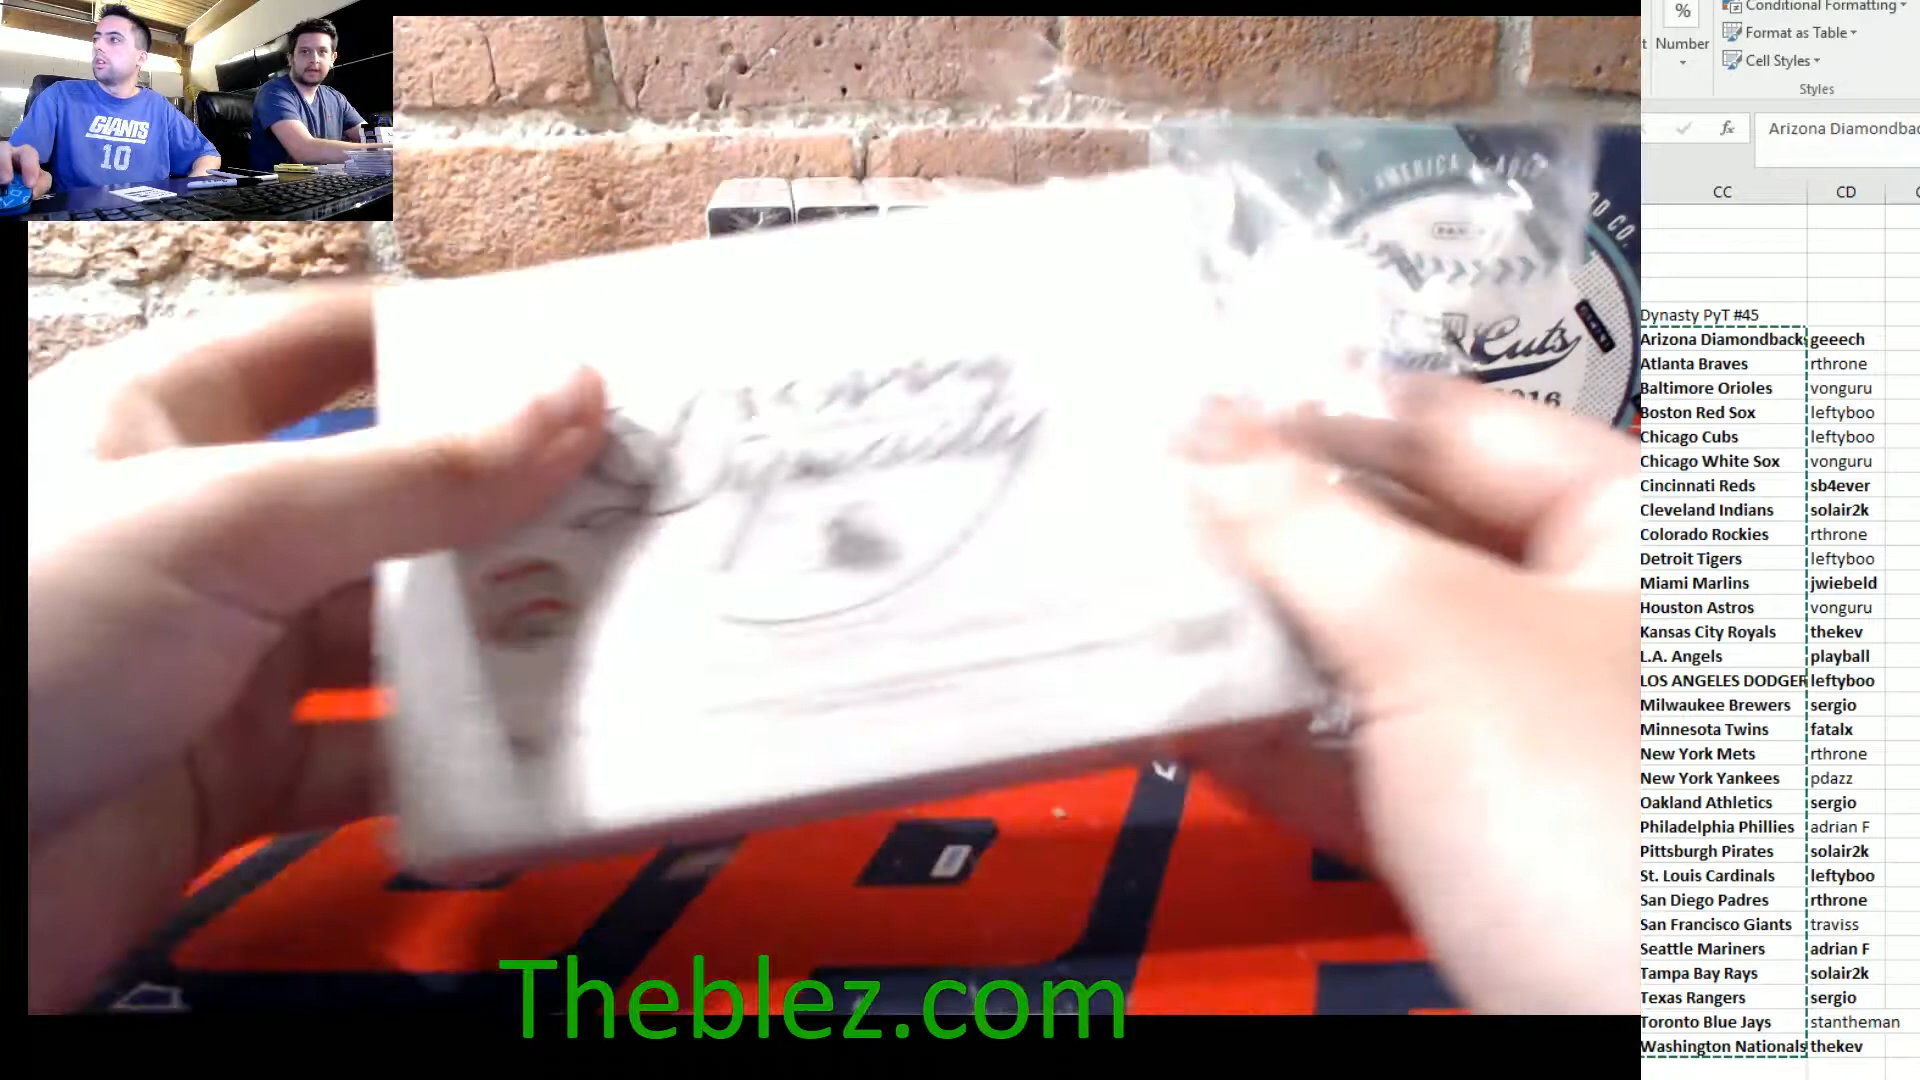 GIANTS
10
AMERICA
Cuts
2016
Dynasty
Theblez.com
%
Number
Conditional Formatting
Format as Table
Cell Styles
Styles
fx
Arizona Diamondbac
CC CD
Dynasty PyT #45
Arizona Diamondbacks geeech
Atlanta Braves rthrone
Baltimore Orioles vonguru
Boston Red Sox leftyboo
Chicago Cubs leftyboo
Chicago White Sox vonguru
Cincinnati Reds sb4ever
Cleveland Indians solair2k
Colorado Rockies rthrone
Detroit Tigers leftyboo
Miami Marlins jwiebeld
Houston Astros vonguru
Kansas City Royals thekev
L.A. Angels playball
LOS ANGELES DODGER leftyboo
Milwaukee Brewers sergio
Minnesota Twins fatalx
New York Mets rthrone
New York Yankees pdazz
Oakland Athletics sergio
Philadelphia Phillies adrian F
Pittsburgh Pirates solair2k
St. Louis Cardinals leftyboo
San Diego Padres rthrone
San Francisco Giants traviss
Seattle Mariners adrian F
Tampa Bay Rays solair2k
Texas Rangers sergio
Toronto Blue Jays stantheman
Washington Nationals thekev